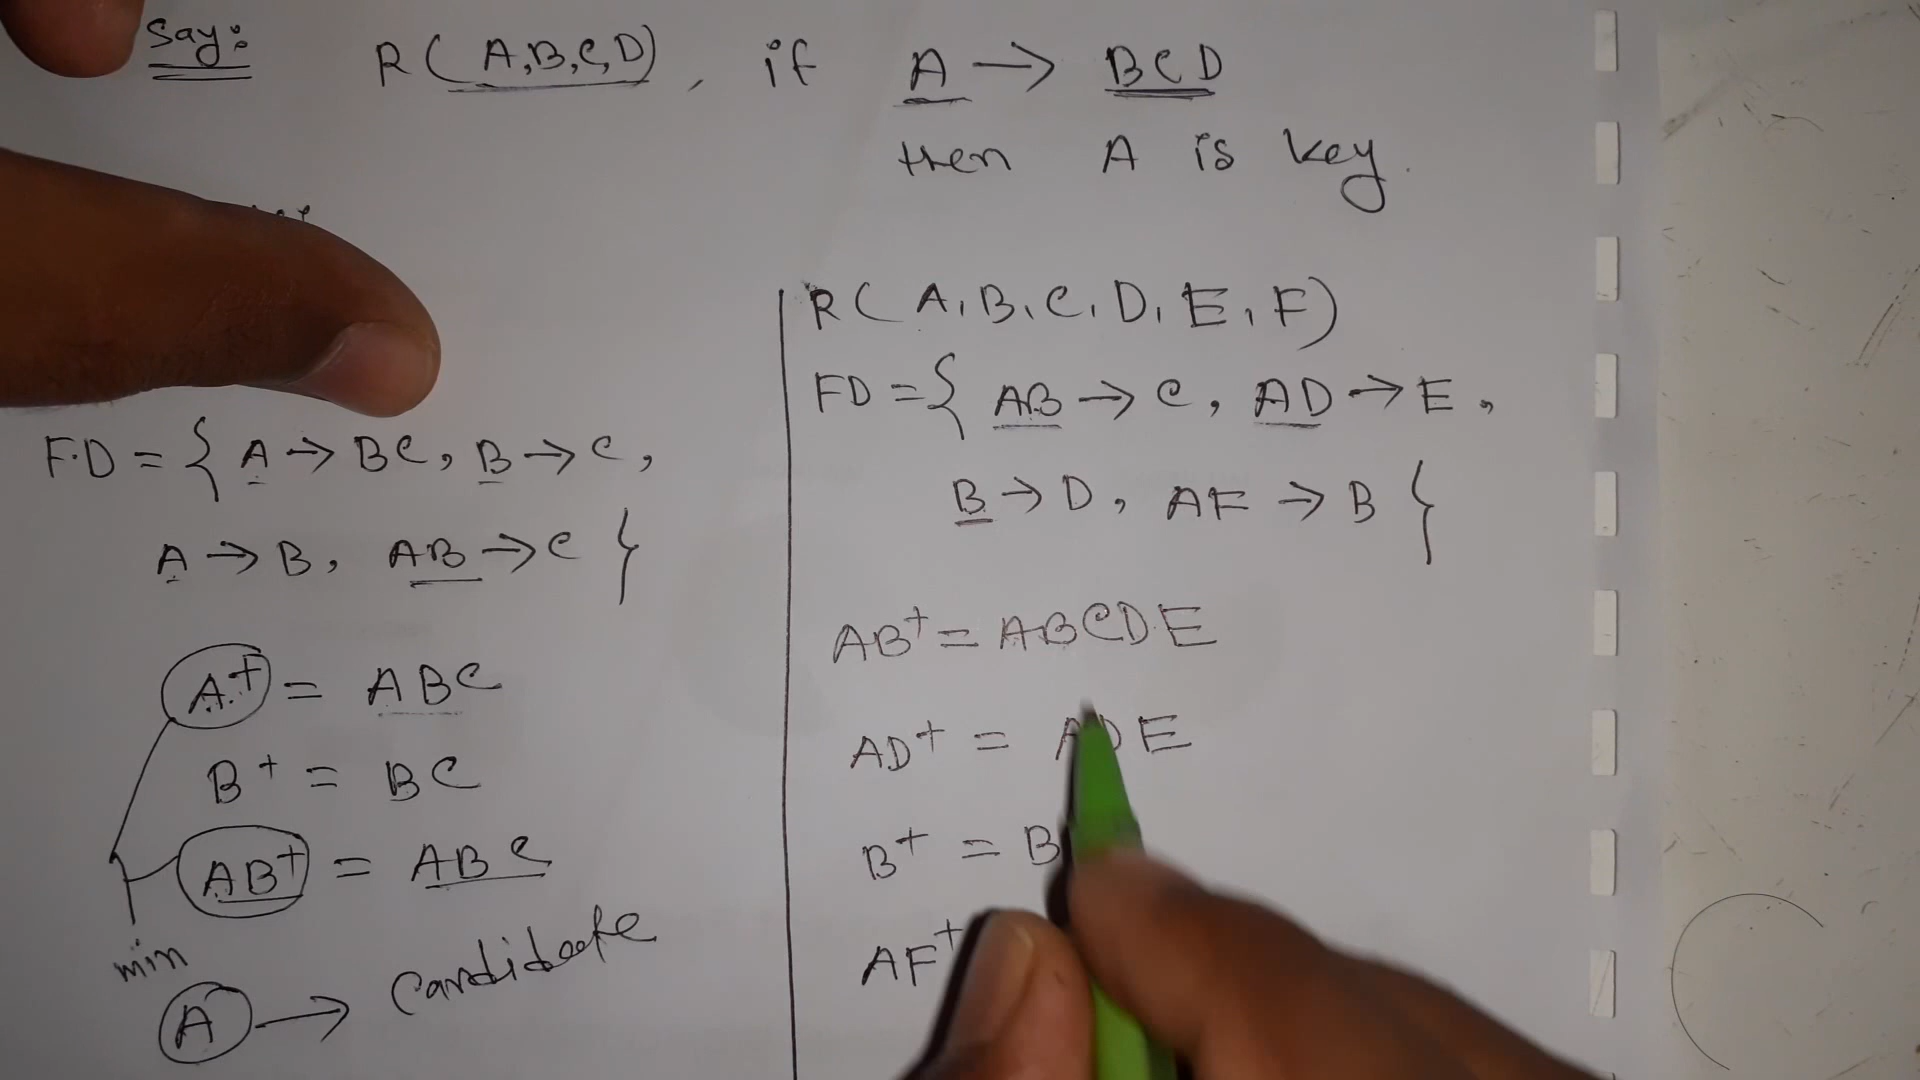 Say: R(A,B,C,D), if A → BCD
then A is key.
F.D = { A → BC, B → C,
A → B, AB → C }
A+ = ABC
B+ = BC
AB+ = ABC
min
A → Candidate
R(A,B,C,D,E,F)
FD = { AB → C, AD → E,
B → D, AF → B }
AB+ = ABCDE
AD+ = ADE
B+ = B
AF+